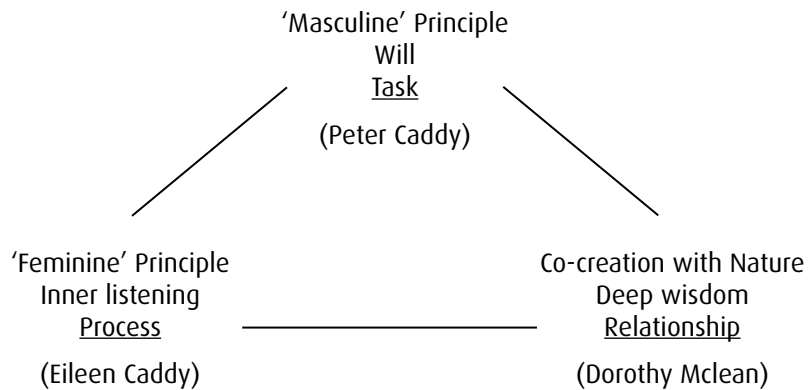 ‘Masculine’ Principle
Will
Task
(Peter Caddy)
‘Feminine’ Principle
Inner listening
Process
(Eileen Caddy)
Co-creation with Nature
Deep wisdom
Relationship
(Dorothy Mclean)